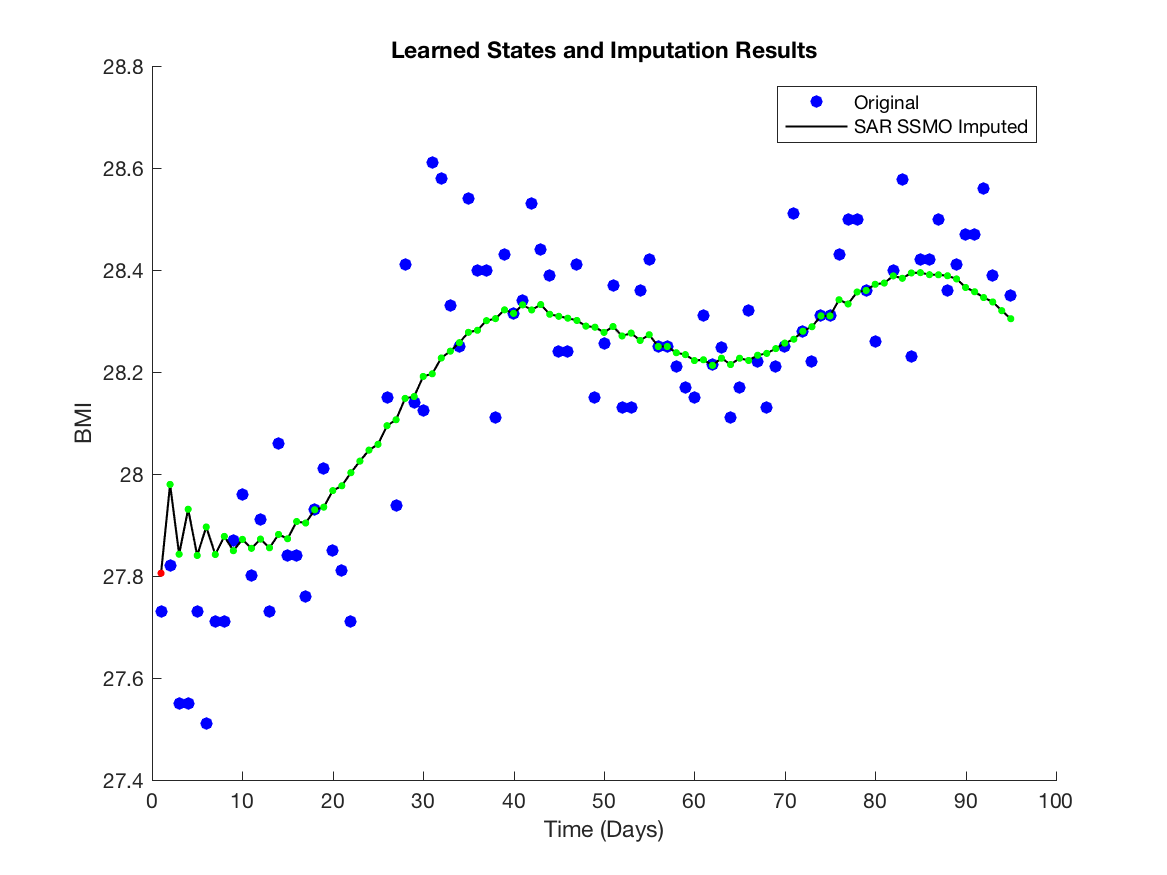 Learned States and Imputation Results
28.8
28.6
28.4
28.2
28
27.8
27.6
27.4
BMI
Original
SAR SSMO Imputed
0 10 20 30 40 50 60 70 80 90 100
Time (Days)